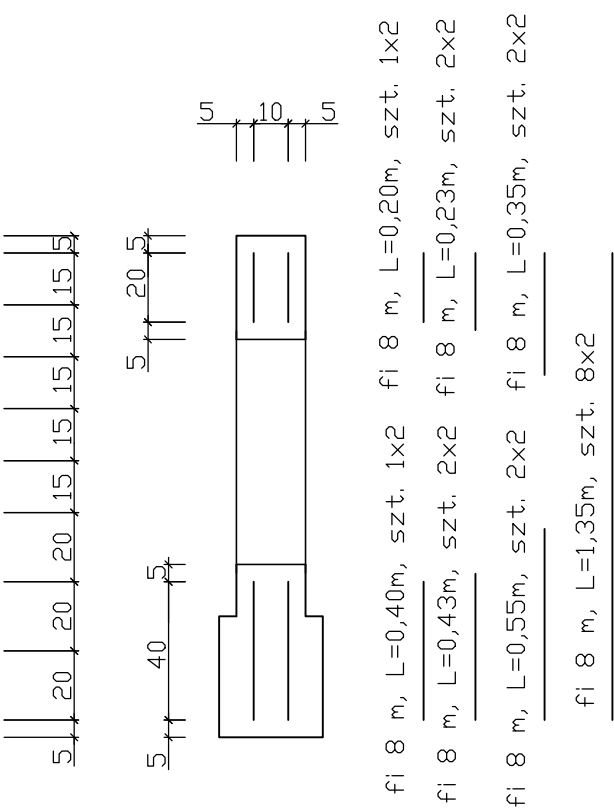 5 20 20 20 15 15 15 15 15 5
5 20 5
5 40 5
5 10 5
fi 8 m, L=0,40m, szt. 1x2
fi 8 m, L=0,20m, szt. 1x2
fi 8 m, L=0,43m, szt. 2x2
fi 8 m, L=0,23m, szt. 2x2
fi 8 m, L=0,55m, szt. 2x2
fi 8 m, L=0,35m, szt. 2x2
fi 8 m, L=1,35m, szt. 8x2